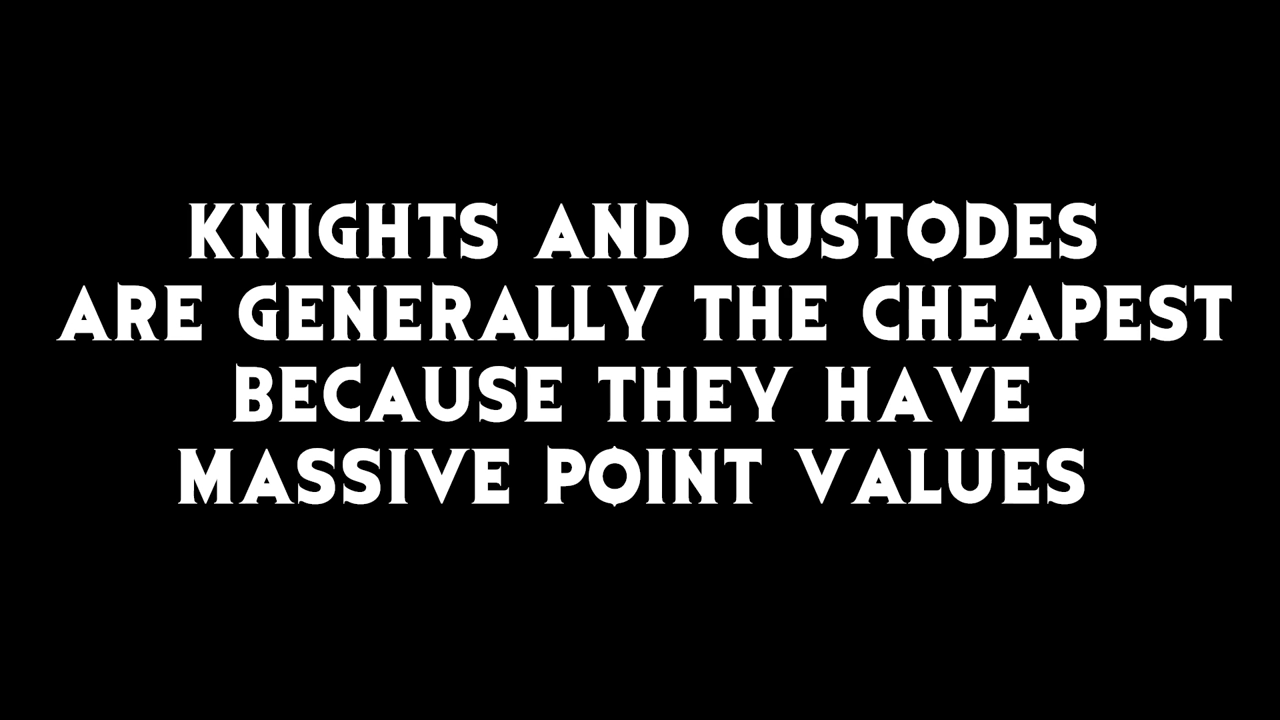 KNIGHTS AND CUSTODES
ARE GENERALLY THE CHEAPEST
BECAUSE THEY HAVE
MASSIVE POINT VALUES